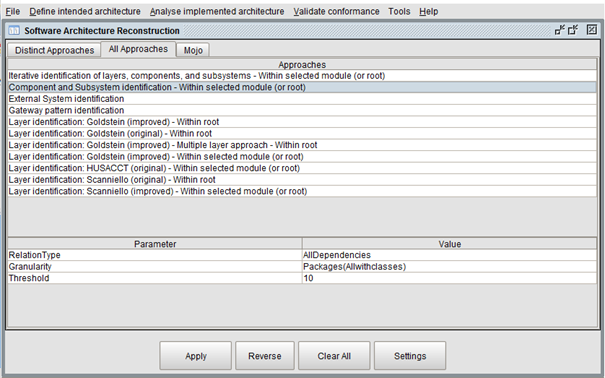 File Define intended architecture Analyse implemented architecture Validate conformance Tools Help
Software Architecture Reconstruction
Distinct Approaches All Approaches Mojo
Approaches
Iterative identification of layers, components, and subsystems - Within selected module (or root)
Component and Subsystem identification - Within selected module (or root)
External System identification
Gateway pattern identification
Layer identification: Goldstein (improved) - Within root
Layer identification: Goldstein (original) - Within root
Layer identification: Goldstein (improved) - Multiple layer approach - Within root
Layer identification: Goldstein (improved) - Within selected module (or root)
Layer identification: HUSACCT (original) - Within selected module (or root)
Layer identification: Scanniello (original) - Within root
Layer identification: Scanniello (improved) - Within selected module (or root)
Parameter Value
RelationType AllDependencies
Granularity Packages(Allwithclasses)
Threshold 10
Apply Reverse Clear All Settings